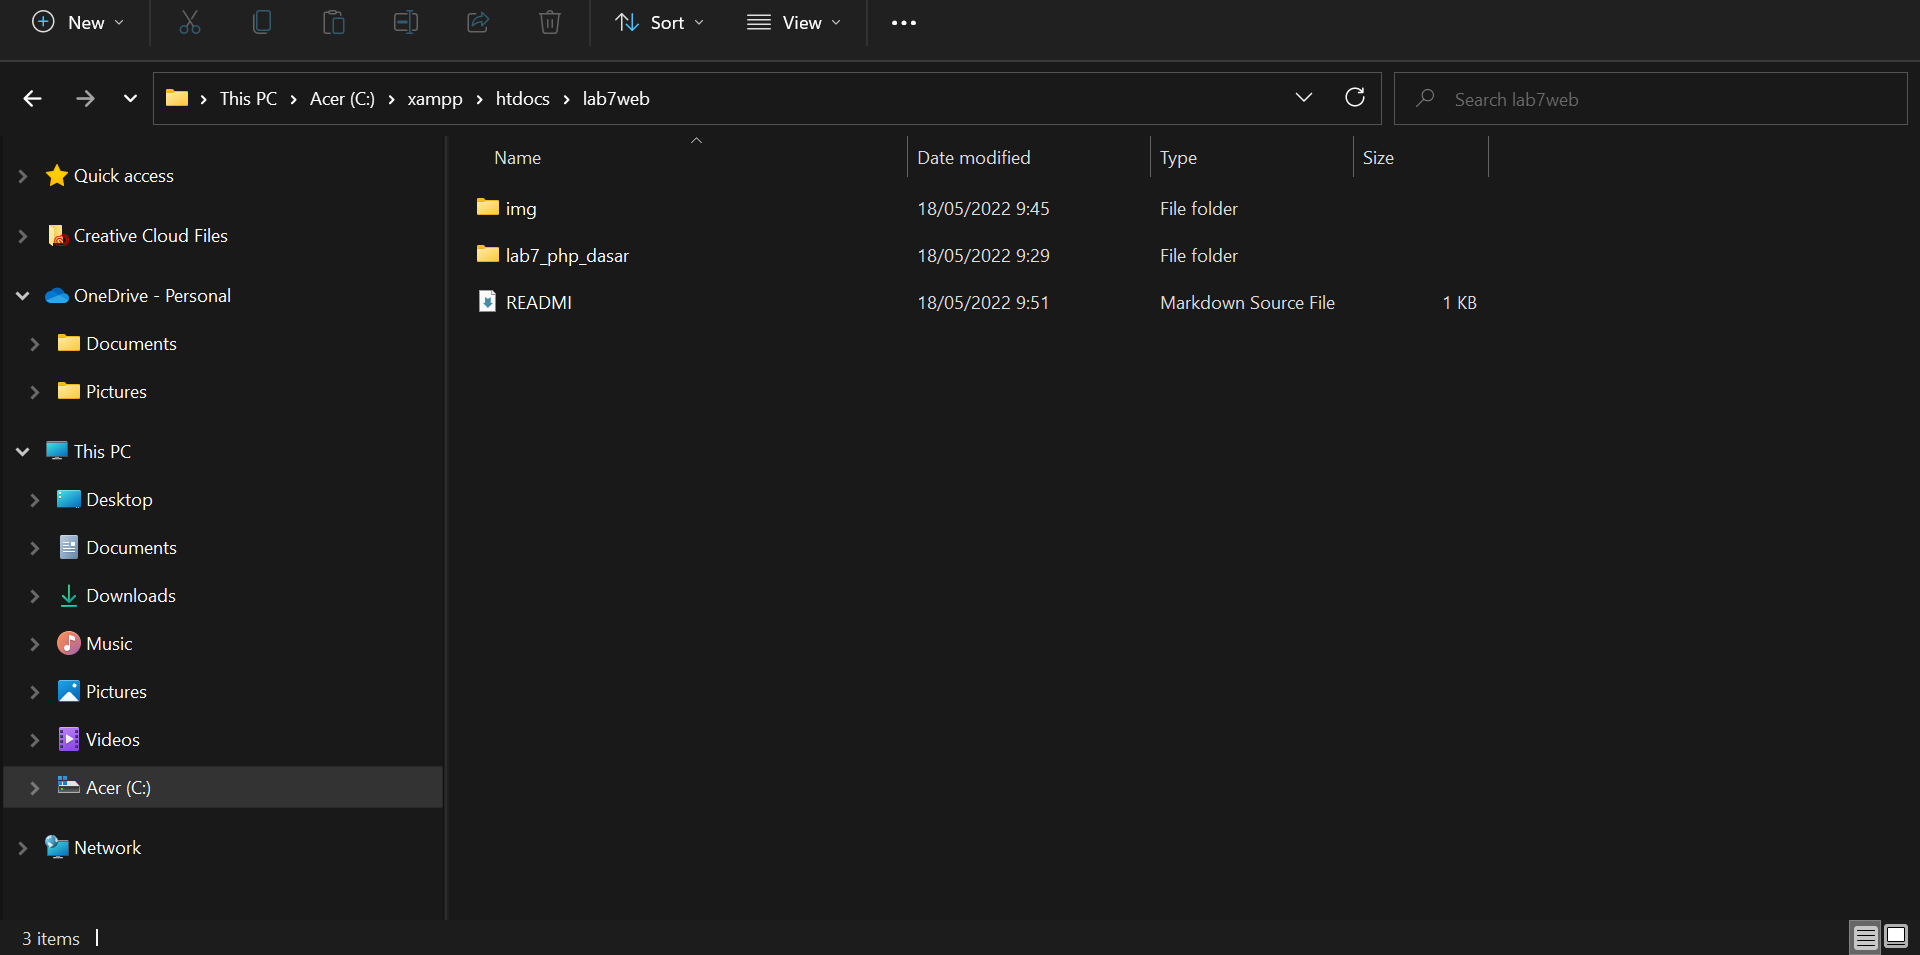 New Sort View
This PC Acer (C:) xampp htdocs lab7web Search lab7web
Name Date modified Type Size
Quick access
Creative Cloud Files
OneDrive - Personal
Documents
Pictures
This PC
Desktop
Documents
Downloads
Music
Pictures
Videos
Acer (C:)
Network
img 18/05/2022 9:45 File folder
lab7_php_dasar 18/05/2022 9:29 File folder
READMI 18/05/2022 9:51 Markdown Source File 1 KB
3 items